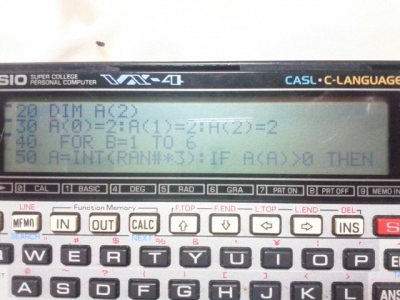 SIO SUPER COLLEGE PERSONAL COMPUTER VX-4 CASL • C-LANGUAGE
20 DIM A(2)
30 A(0)=2:A(1)=2:A(2)=2
40 FOR B=1 TO 6
50 A=INT(RAN#*3):IF A(A)>0 THEN
0 CAL 1 BASIC 4 DEG 5 RAD 6 GRA 7 PRT ON 8 PRT OFF 9 MEMO IN
LINE Function Memory F.TOP F.END L.TOP L.END DEL
MEMO IN OUT CALC INS S
SEARCH NEXT
W E R T Y U I O P
A S D F G H J K L ANS